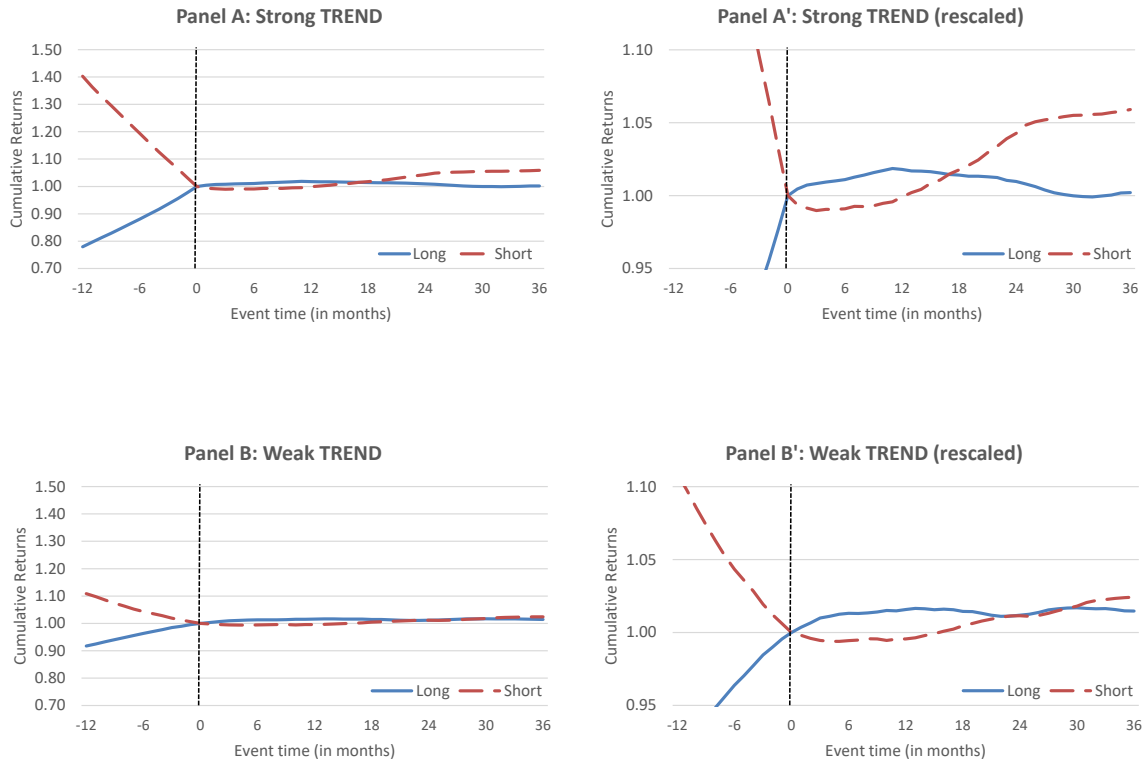 Panel A: Strong TREND
1.50
1.40
1.30
1.20
1.10
1.00
0.90
0.80
0.70
Cumulative Returns
Long Short
-12 -6 0 6 12 18 24 30 36
Event time (in months)
Panel A': Strong TREND (rescaled)
1.10
1.05
1.00
0.95
Cumulative Returns
Long Short
-12 -6 0 6 12 18 24 30 36
Event time (in months)
Panel B: Weak TREND
1.50
1.40
1.30
1.20
1.10
1.00
0.90
0.80
0.70
Cumulative Returns
Long Short
-12 -6 0 6 12 18 24 30 36
Event time (in months)
Panel B': Weak TREND (rescaled)
1.10
1.05
1.00
0.95
Cumulative Returns
Long Short
-12 -6 0 6 12 18 24 30 36
Event time (in months)